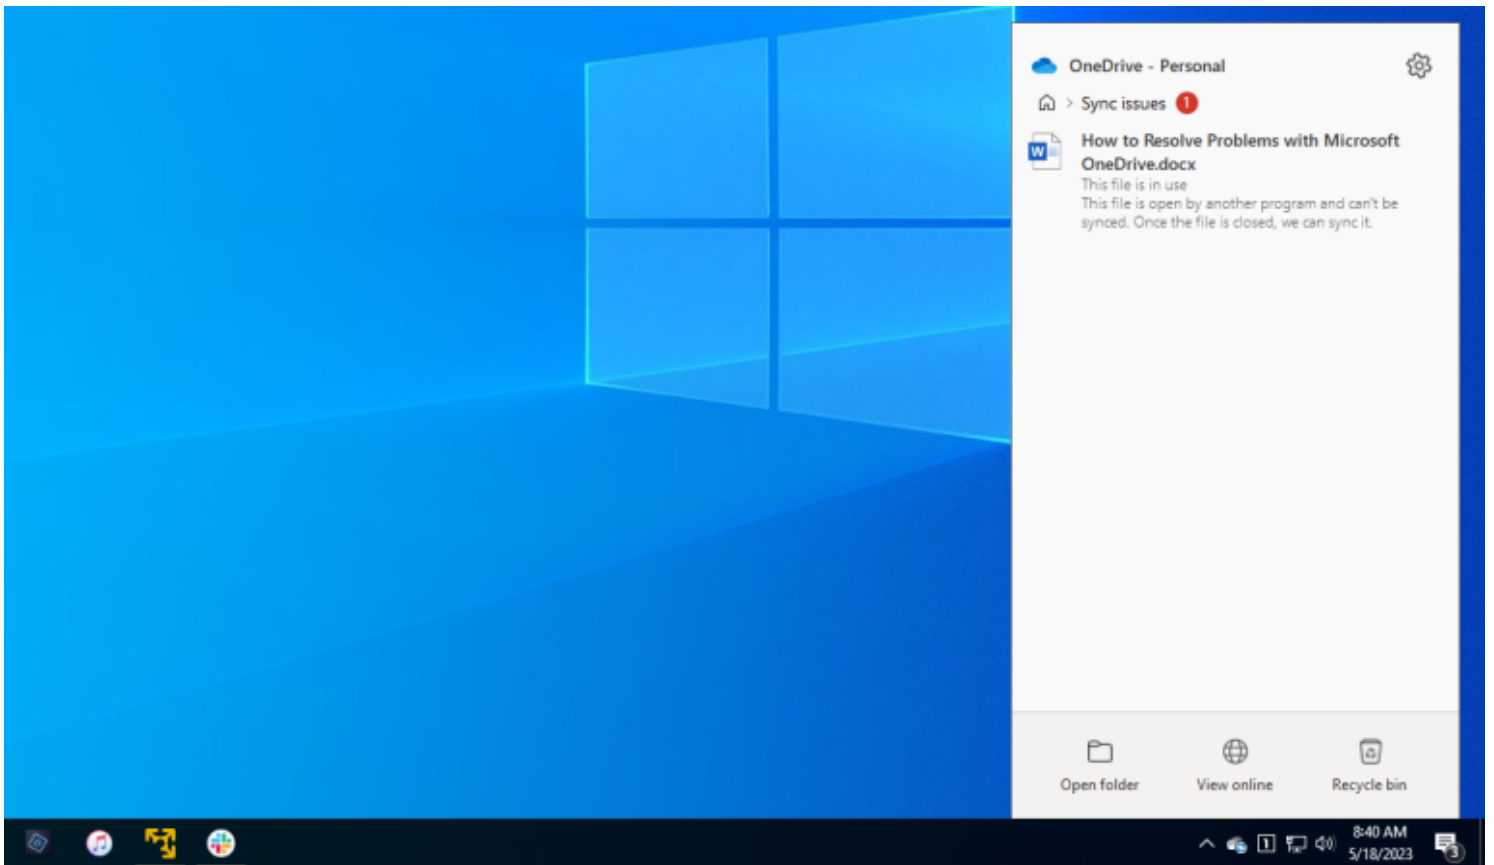 OneDrive - Personal
> Sync issues 1
W
How to Resolve Problems with Microsoft
OneDrive.docx
This file is in use
This file is open by another program and can't be
synced. Once the file is closed, we can sync it.
Open folder View online Recycle bin
1
8:40 AM
5/18/2023
3